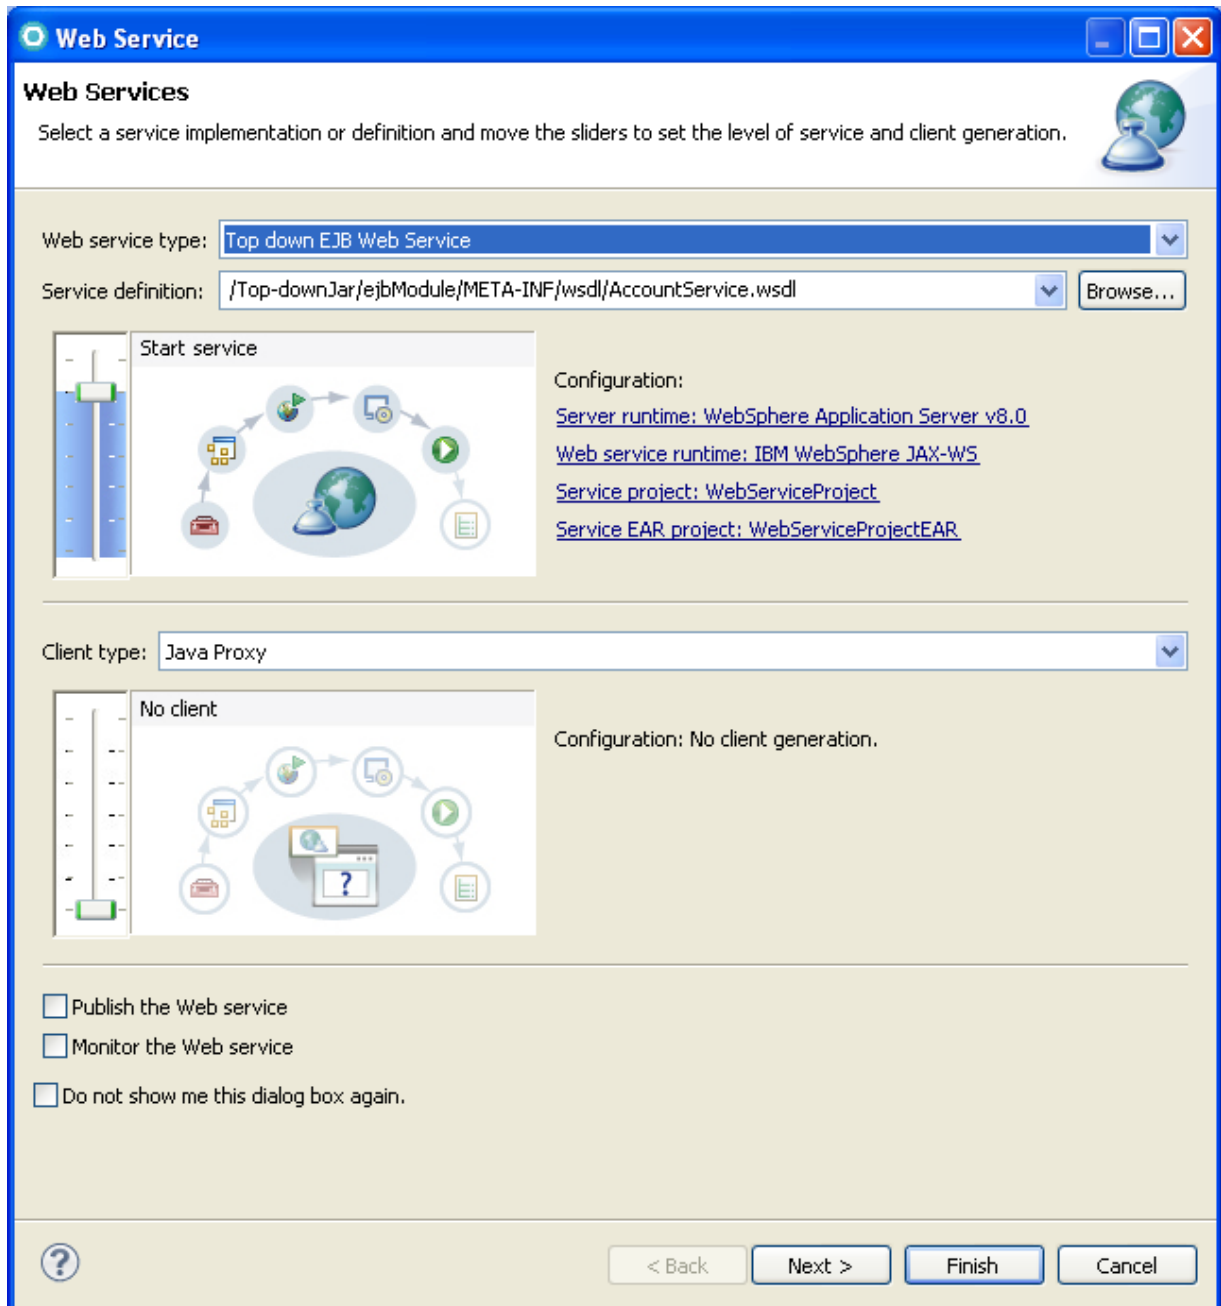 Web Service
Web Services
Select a service implementation or definition and move the sliders to set the level of service and client generation.
Web service type: Top down EJB Web Service
Service definition: /Top-downJar/ejbModule/META-INF/wsdl/AccountService.wsdl Browse...
Start service
Configuration:
Server runtime: WebSphere Application Server v8.0
Web service runtime: IBM WebSphere JAX-WS
Service project: WebServiceProject
Service EAR project: WebServiceProjectEAR
Client type: Java Proxy
No client
Configuration: No client generation.
?
Publish the Web service
Monitor the Web service
Do not show me this dialog box again.
? < Back Next > Finish Cancel